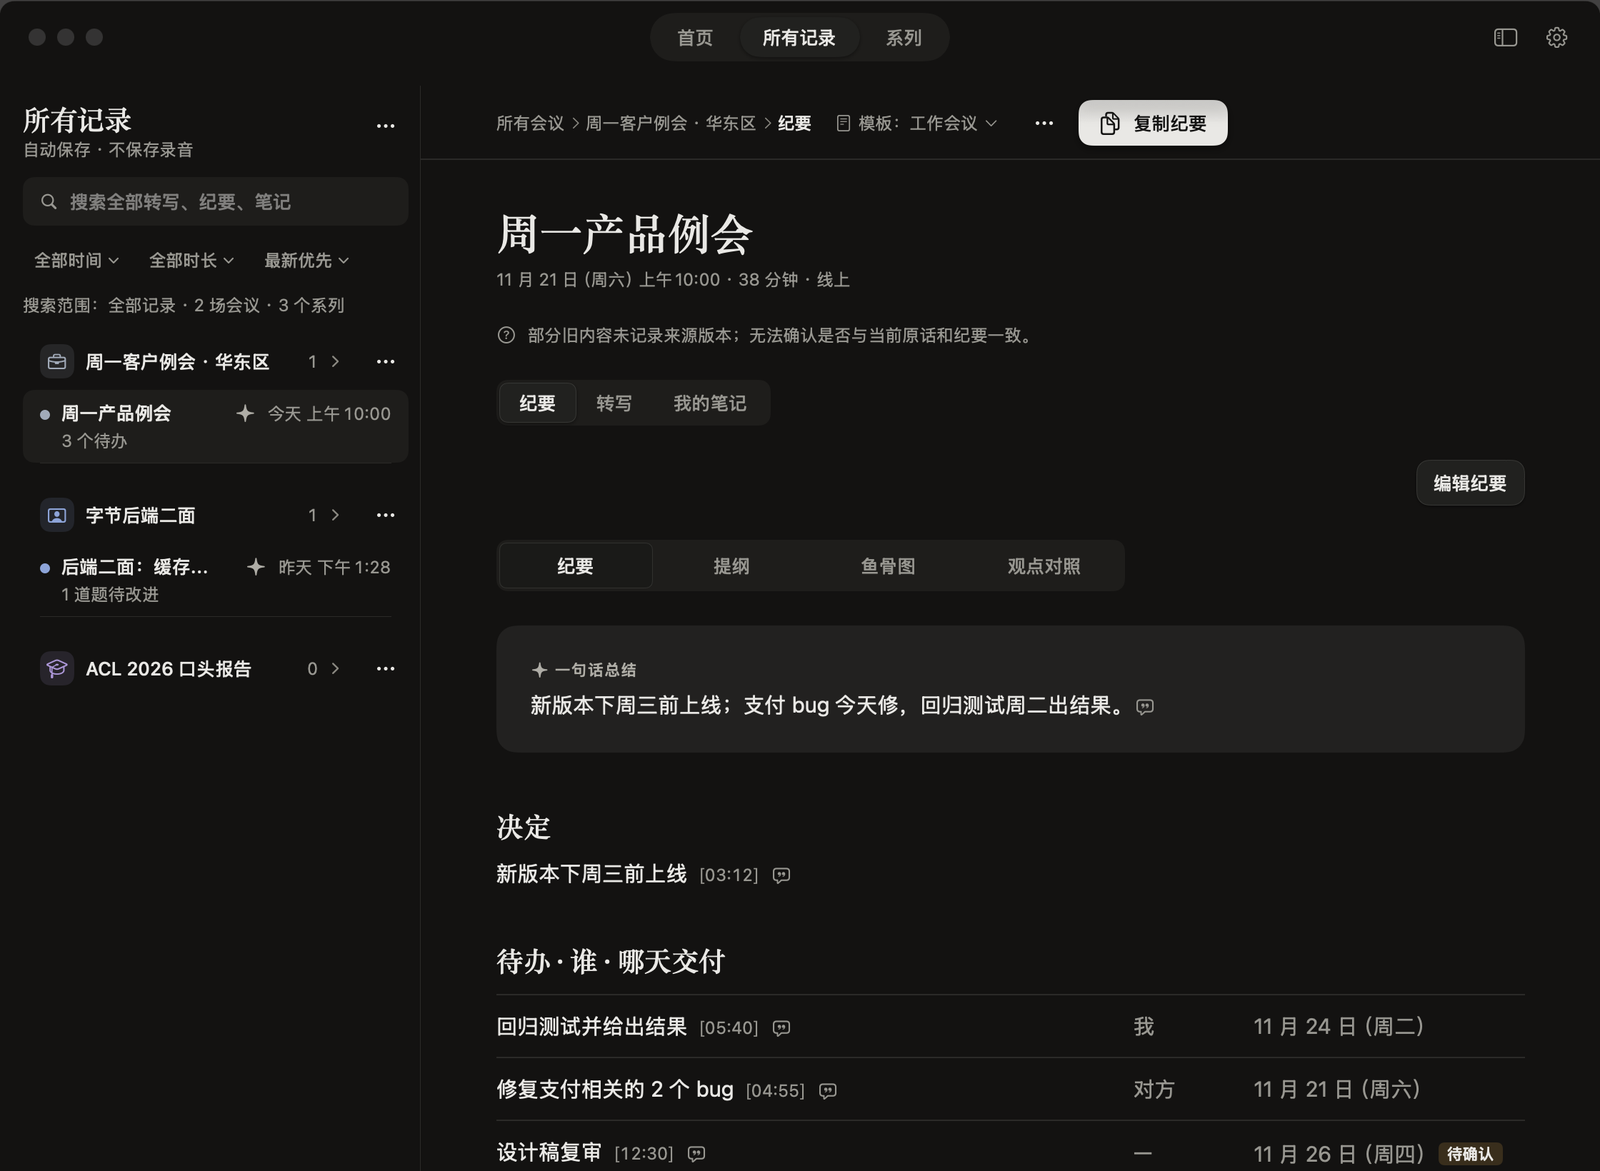 首页 所有记录 系列
所有记录
自动保存 · 不保存录音
搜索全部转写、纪要、笔记
全部时间 全部时长 最新优先
搜索范围：全部记录 · 2 场会议 · 3 个系列
周一客户例会 · 华东区 1
周一产品例会 今天 上午 10:00
3 个待办
字节后端二面 1
后端二面：缓存… 昨天 下午 1:28
1 道题待改进
ACL 2026 口头报告 0
所有会议 > 周一客户例会 · 华东区 > 纪要 模板：工作会议 复制纪要
周一产品例会
11 月 21 日 (周六) 上午 10:00 · 38 分钟 · 线上
部分旧内容未记录来源版本；无法确认是否与当前原话和纪要一致。
纪要 转写 我的笔记
编辑纪要
纪要 提纲 鱼骨图 观点对照
一句话总结
新版本下周三前上线；支付 bug 今天修，回归测试周二出结果。
决定
新版本下周三前上线 [03:12]
待办 · 谁 · 哪天交付
回归测试并给出结果 [05:40] 我 11 月 24 日 (周二)
修复支付相关的 2 个 bug [04:55] 对方 11 月 21 日 (周六)
设计稿复审 [12:30] — 11 月 26 日 (周四) 待确认